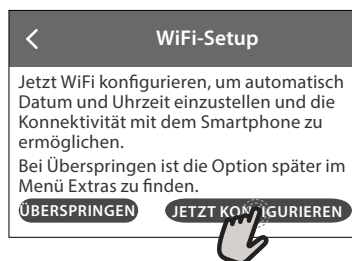 WiFi-Setup
Jetzt WiFi konfigurieren, um automatisch
Datum und Uhrzeit einzustellen und die
Konnektivität mit dem Smartphone zu
ermöglichen.
Bei Überspringen ist die Option später im
Menü Extras zu finden.
ÜBERSPRINGEN
JETZT KONFIGURIEREN